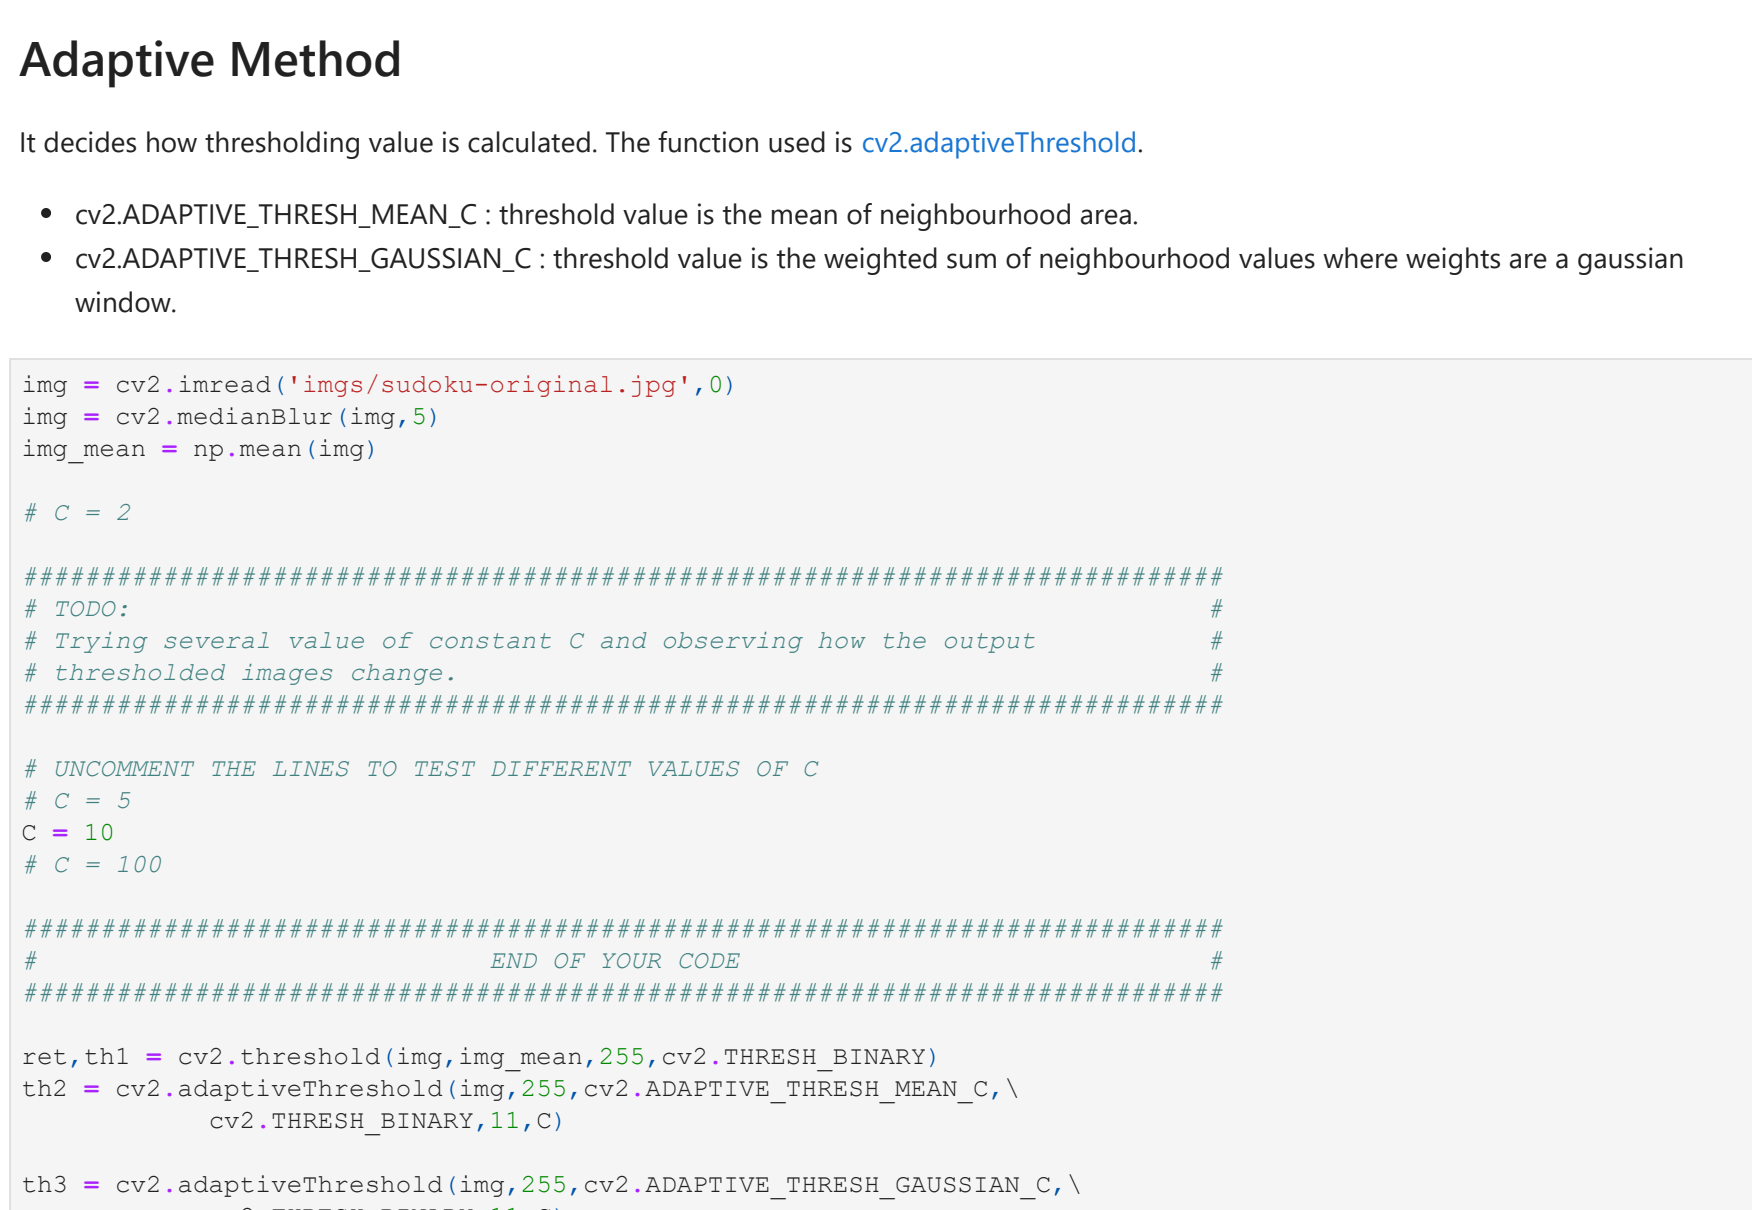 Adaptive Method
It decides how thresholding value is calculated. The function used is cv2.adaptiveThreshold.
• cv2.ADAPTIVE_THRESH_MEAN_C : threshold value is the mean of neighbourhood area.
• cv2.ADAPTIVE_THRESH_GAUSSIAN_C : threshold value is the weighted sum of neighbourhood values where weights are a gaussian
window.
img = cv2.imread('imgs/sudoku-original.jpg',0)
img = cv2.medianBlur(img,5)
img_mean = np.mean(img)
# C = 2
#############################################################################
# TODO:                                                                     #
# Trying several value of constant C and observing how the output           #
# thresholded images change.                                                #
#############################################################################
# UNCOMMENT THE LINES TO TEST DIFFERENT VALUES OF C
# C = 5
C = 10
# C = 100
#############################################################################
#                             END OF YOUR CODE                              #
#############################################################################
ret,th1 = cv2.threshold(img,img_mean,255,cv2.THRESH_BINARY)
th2 = cv2.adaptiveThreshold(img,255,cv2.ADAPTIVE_THRESH_MEAN_C,\
            cv2.THRESH_BINARY,11,C)
th3 = cv2.adaptiveThreshold(img,255,cv2.ADAPTIVE_THRESH_GAUSSIAN_C,\